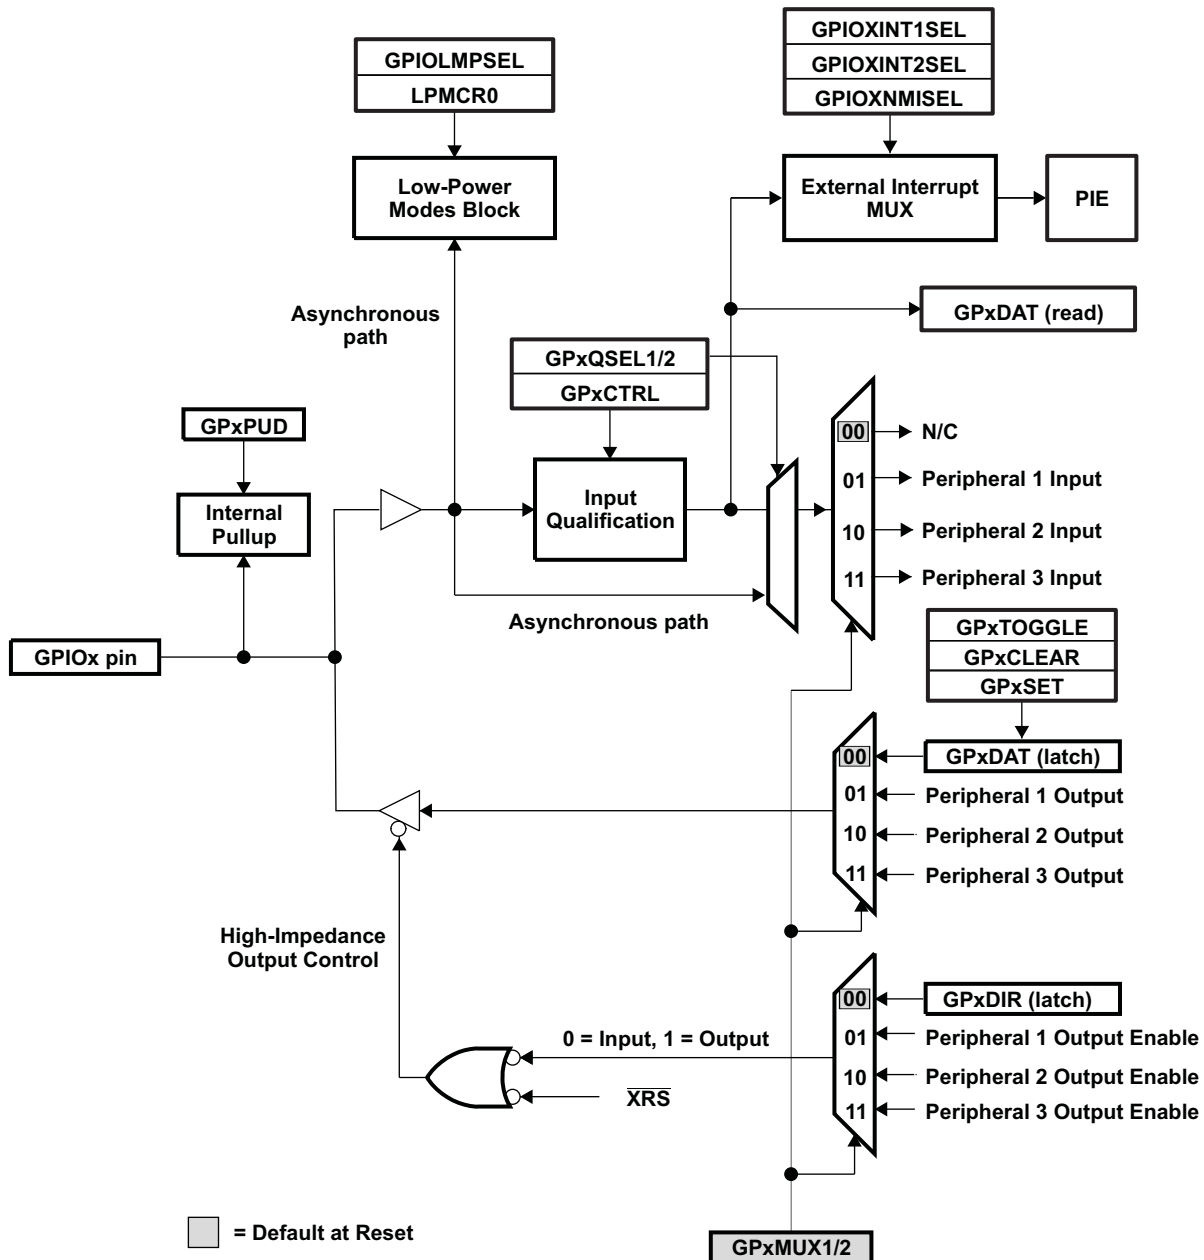 GPIOXINT1SEL
GPIOXINT2SEL
GPIOXNMISEL
GPIOLMPSEL
LPMCR0
Low-Power
Modes Block
External Interrupt
MUX
PIE
Asynchronous
path
GPxDAT (read)
GPxQSEL1/2
GPxCTRL
GPxPUD
Internal
Pullup
Input
Qualification
00
N/C
01
Peripheral 1 Input
10
Peripheral 2 Input
11
Peripheral 3 Input
Asynchronous path
GPIOx pin
GPxTOGGLE
GPxCLEAR
GPxSET
00
GPxDAT (latch)
01
Peripheral 1 Output
10
Peripheral 2 Output
11
Peripheral 3 Output
High-Impedance
Output Control
00
GPxDIR (latch)
0 = Input, 1 = Output
01
Peripheral 1 Output Enable
10
Peripheral 2 Output Enable
11
Peripheral 3 Output Enable
XRS
= Default at Reset
GPxMUX1/2